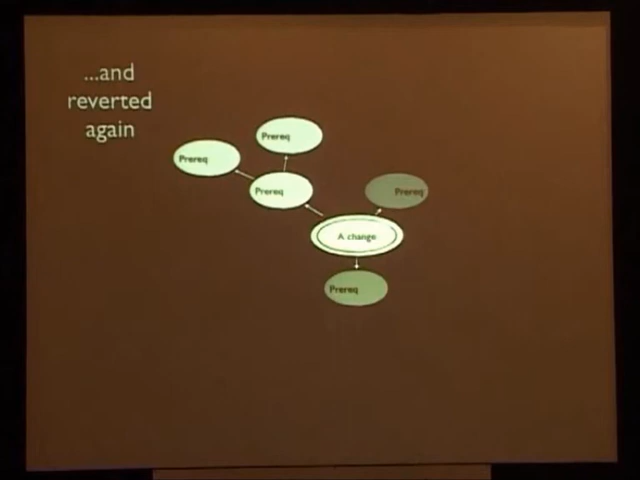 ...and
reverted
again
Prereq
Prereq
Prereq
Prereq
A change
Prereq